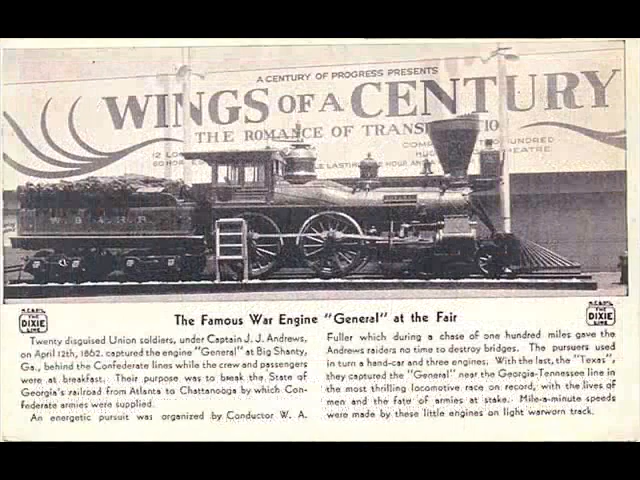 A CENTURY OF PROGRESS PRESENTS
WINGS OF A CENTURY
THE ROMANCE OF
W. & A. R. R.
The Famous War Engine "General" at the Fair
N.C.&St.L.
THE
DIXIE
LINE
Twenty disguised Union soldiers, under Captain J. J. Andrews,
on April 12th, 1862, captured the engine "General" at Big Shanty,
Ga., behind the Confederate lines while the crew and passengers
were at breakfast. Their purpose was to break the State of
Georgia's railroad from Atlanta to Chattanooga by which Con-
federate armies were supplied.
An energetic pursuit was organized by Conductor W. A.
Fuller which during a chase of one hundred miles gave the
Andrews raiders no time to destroy bridges. The pursuers used
in turn a hand-car and three engines. With the last, the "Texas",
they captured the "General" near the Georgia-Tennessee line in
the most thrilling locomotive race on record, with the lives of
men and the fate of armies at stake. Mile-a-minute speeds
were made by these little engines on light warworn track.
N.C.&St.L.
THE
DIXIE
LINE